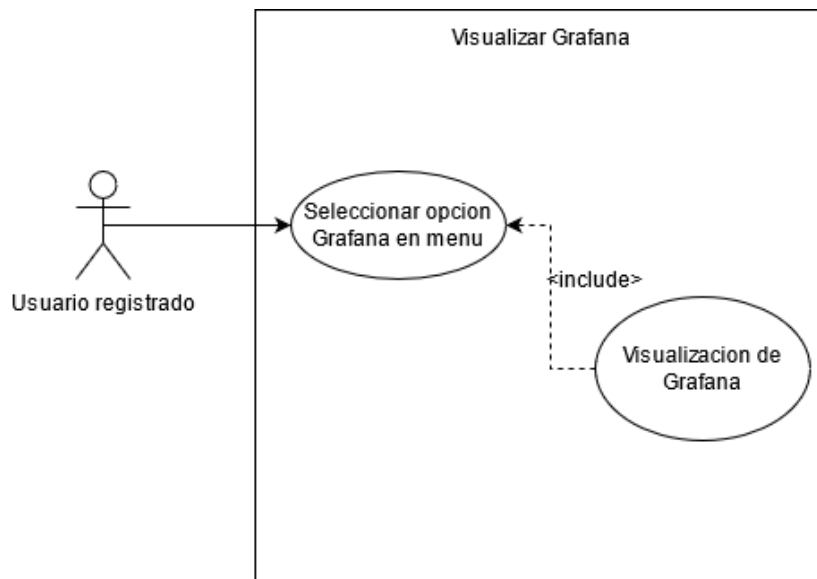 Visualizar Grafana
Seleccionar opcion
Grafana en menu
<include>
Usuario registrado
Visualizacion de
Grafana